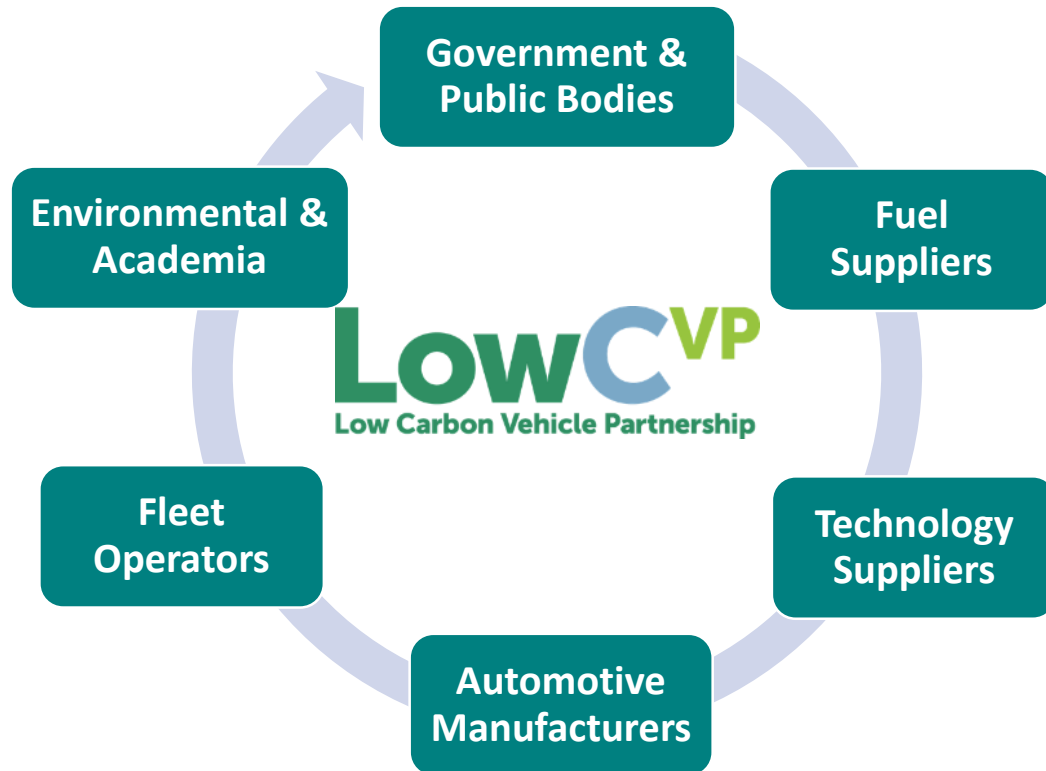 Government &
Public Bodies
Fuel
Suppliers
Technology
Suppliers
Automotive
Manufacturers
Fleet
Operators
Environmental &
Academia
LowCVP
Low Carbon Vehicle Partnership